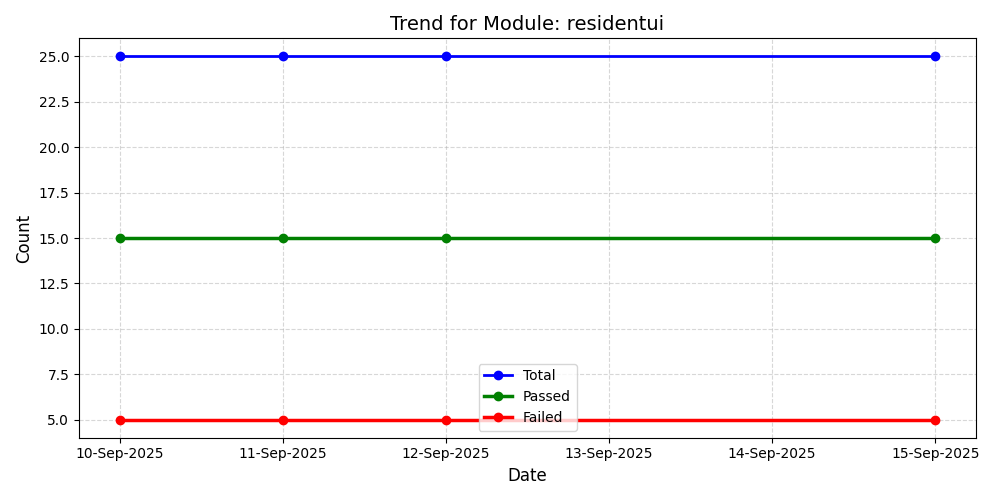 Trend for Module: residentui
Count
25.0
22.5
20.0
17.5
15.0
12.5
10.0
7.5
5.0
Total
Passed
Failed
10-Sep-2025
11-Sep-2025
12-Sep-2025
13-Sep-2025
14-Sep-2025
15-Sep-2025
Date